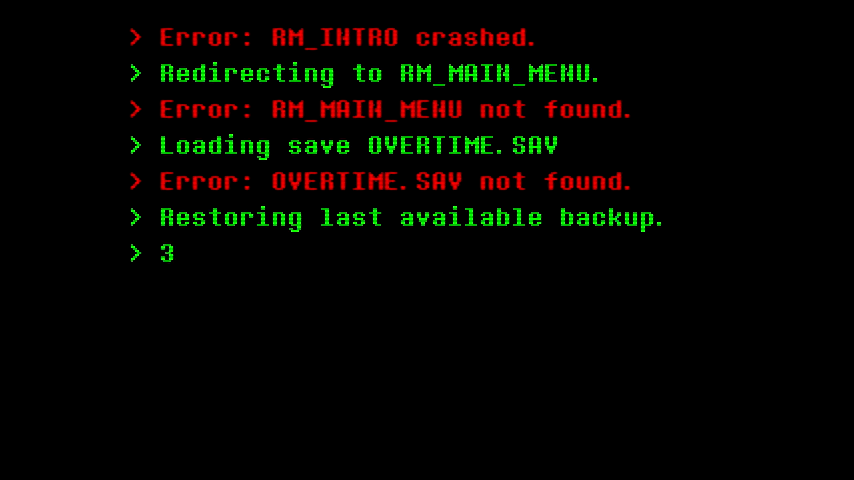 > Error: RM_INTRO crashed.
> Redirecting to RM_MAIN_MENU.
> Error: RM_MAIN_MENU not found.
> Loading save OVERTIME.SAV
> Error: OVERTIME.SAV not found.
> Restoring last available backup.
> 3